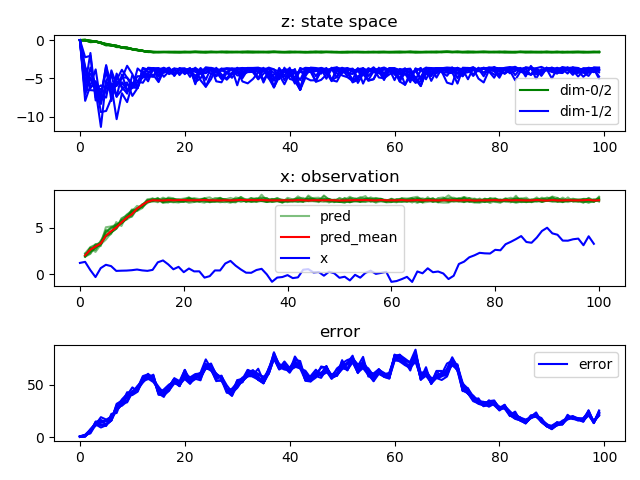 z: state space
0
−5
−10
dim-0/2
dim-1/2
0 20 40 60 80 100
x: observation
5
0
pred
pred_mean
x
0 20 40 60 80 100
error
50
0
error
0 20 40 60 80 100